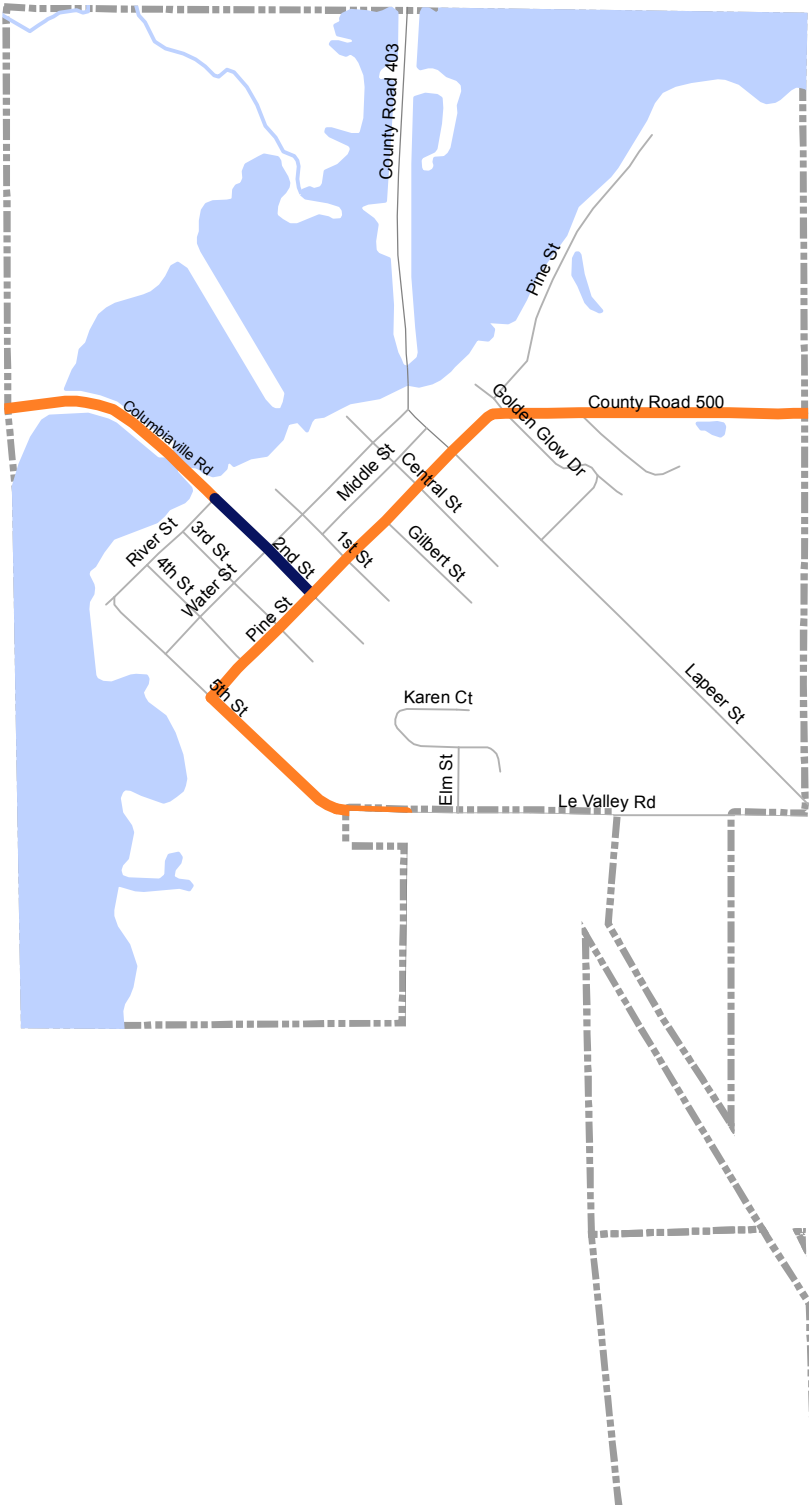 County Road 403
Pine St
County Road 500
Golden Glow Dr
Columbiaville Rd
Middle St
Central St
River St
3rd St
2nd St
1st St
Gilbert St
4th St
Water St
Pine St
5th St
Lapeer St
Karen Ct
Elm St
Le Valley Rd